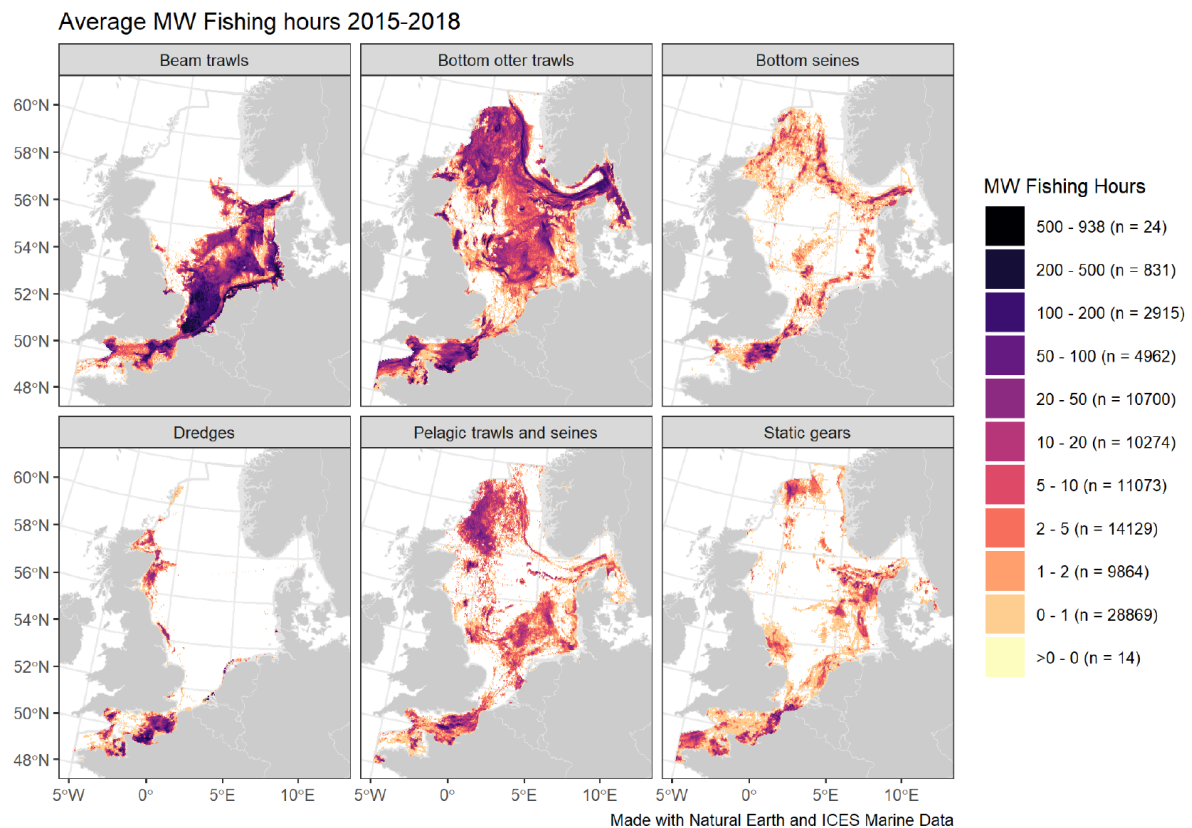 Average MW Fishing hours 2015-2018
Beam trawls
Bottom otter trawls
Bottom seines
60°N
58°N
56°N
54°N
52°N
50°N
48°N
Dredges
Pelagic trawls and seines
Static gears
60°N
58°N
56°N
54°N
52°N
50°N
48°N
5°W
0°
5°E
10°E
5°W
0°
5°E
10°E
5°W
0°
5°E
10°E
MW Fishing Hours
500 - 938 (n = 24)
200 - 500 (n = 831)
100 - 200 (n = 2915)
50 - 100 (n = 4962)
20 - 50 (n = 10700)
10 - 20 (n = 10274)
5 - 10 (n = 11073)
2 - 5 (n = 14129)
1 - 2 (n = 9864)
0 - 1 (n = 28869)
>0 - 0 (n = 14)
Made with Natural Earth and ICES Marine Data